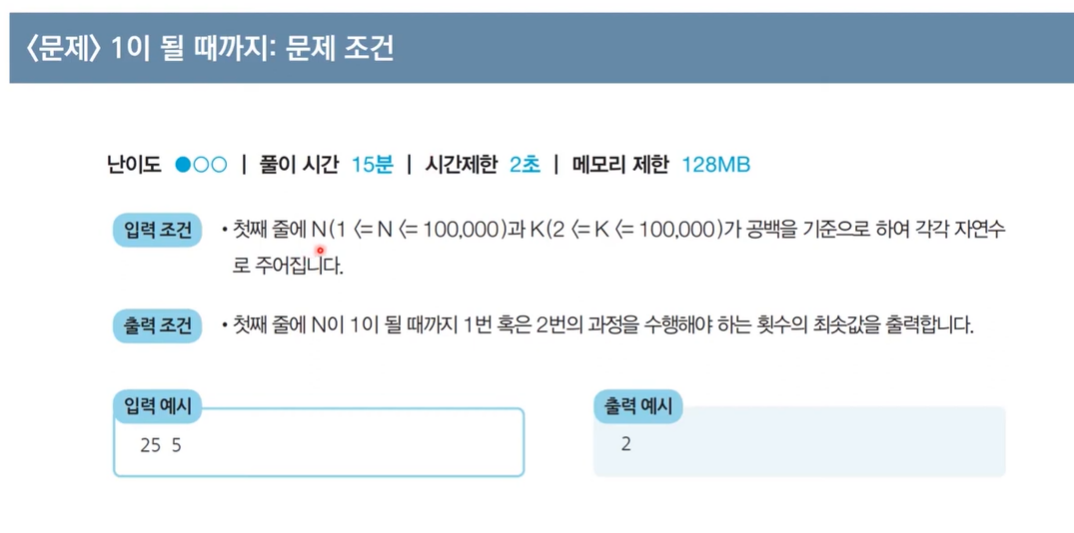 〈문제〉 1이 될 때까지: 문제 조건
난이도 ●○○ | 풀이 시간 15분 | 시간제한 2초 | 메모리 제한 128MB
입력 조건 • 첫째 줄에 N(1 <= N <= 100,000)과 K(2 <= K <= 100,000)가 공백을 기준으로 하여 각각 자연수
로 주어집니다.
출력 조건 • 첫째 줄에 N이 1이 될 때까지 1번 혹은 2번의 과정을 수행해야 하는 횟수의 최솟값을 출력합니다.
입력 예시
25 5
출력 예시
2